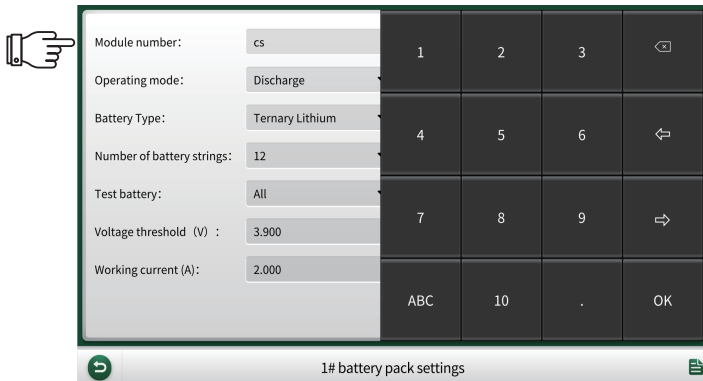 Module number: cs
Operating mode: Discharge
Battery Type: Ternary Lithium
Number of battery strings: 12
Test battery: All
Voltage threshold（V）: 3.900
Working current (A): 2.000
1 2 3
4 5 6
7 8 9
ABC 10 . OK
1# battery pack settings